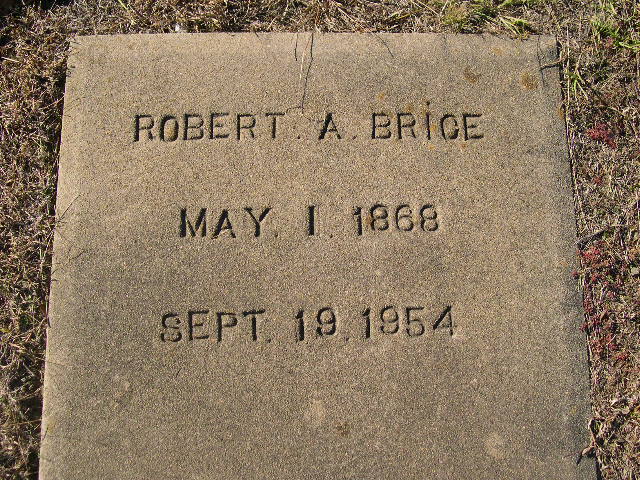 ROBERT. A. BRICE
MAY. 1. 1868
SEPT. 19. 1954